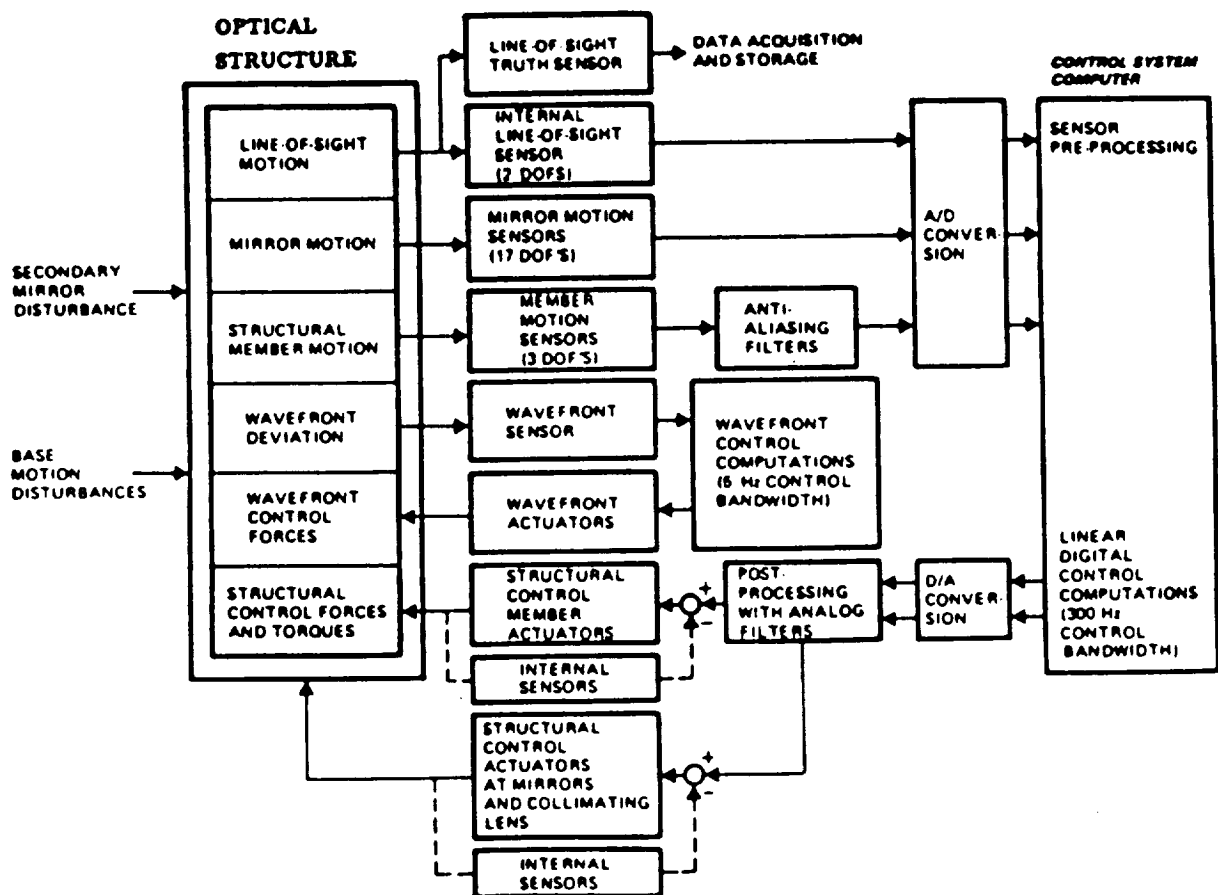 OPTICAL
STRUCTURE
LINE-OF-SIGHT
MOTION
MIRROR MOTION
STRUCTURAL
MEMBER MOTION
WAVEFRONT
DEVIATION
WAVEFRONT
CONTROL
FORCES
STRUCTURAL
CONTROL FORCES
AND TORQUES
SECONDARY
MIRROR
DISTURBANCE
BASE
MOTION
DISTURBANCES
LINE-OF-SIGHT
TRUTH SENSOR
DATA ACQUISITION
AND STORAGE
INTERNAL
LINE-OF-SIGHT
SENSOR
(2 DOFS)
MIRROR MOTION
SENSORS
(17 DOF'S)
MEMBER
MOTION
SENSORS
(3 DOF'S)
ANTI-
ALIASING
FILTERS
WAVEFRONT
SENSOR
WAVEFRONT
CONTROL
COMPUTATIONS
(5 Hz CONTROL
BANDWIDTH)
WAVEFRONT
ACTUATORS
STRUCTURAL
CONTROL
MEMBER
ACTUATORS
+
-
POST-
PROCESSING
WITH ANALOG
FILTERS
D/A
CONVER-
SION
INTERNAL
SENSORS
STRUCTURAL
CONTROL
ACTUATORS
AT MIRRORS
AND COLLIMATING
LENS
+
-
INTERNAL
SENSORS
A/D
CONVER-
SION
CONTROL SYSTEM
COMPUTER
SENSOR
PRE-PROCESSING
LINEAR
DIGITAL
CONTROL
COMPUTATIONS
(300 Hz
CONTROL
BANDWIDTH)